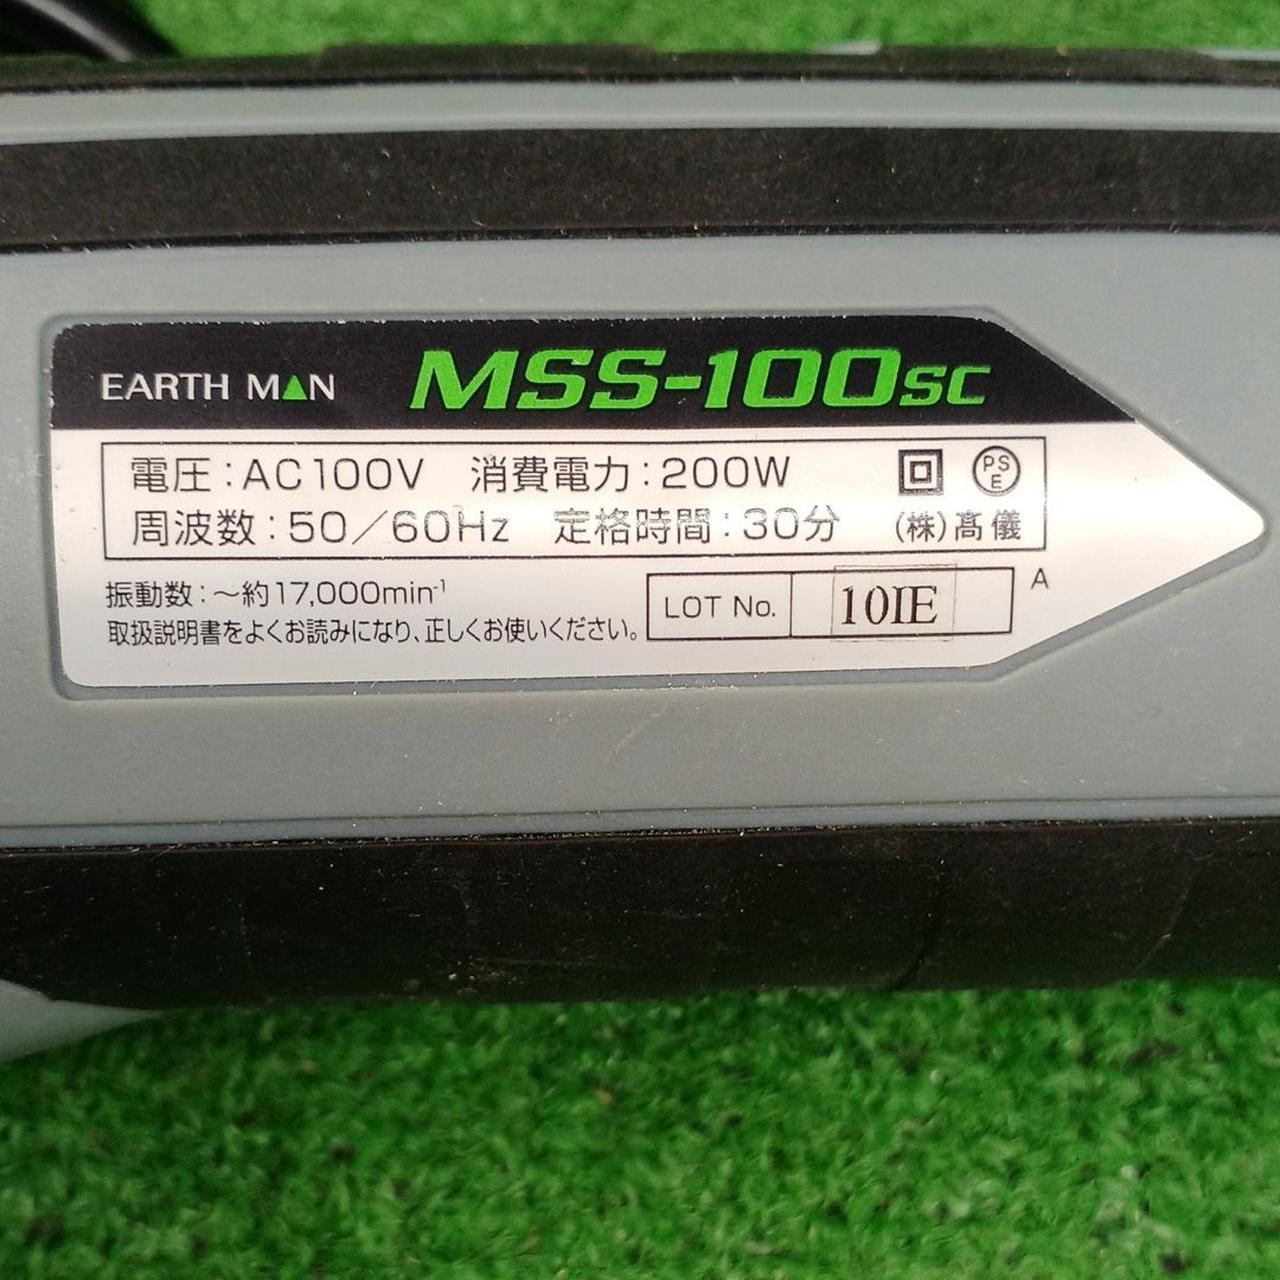 EARTH MAN MSS-100SC
電圧:AC100V 消費電力:200W
PSE
周波数:50/60Hz 定格時間:30分 (株)髙儀
振動数:~約17,000min-1
取扱説明書をよくお読みになり、正しくお使いください。
LOT No. 10IE
A